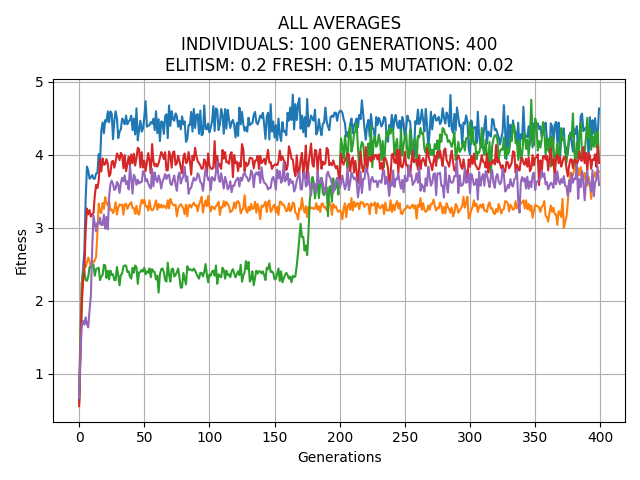 ALL AVERAGES
INDIVIDUALS: 100 GENERATIONS: 400
ELITISM: 0.2 FRESH: 0.15 MUTATION: 0.02
5
4
3
2
1
Fitness
0 50 100 150 200 250 300 350 400
Generations